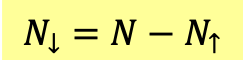 N↓ = N − N↑